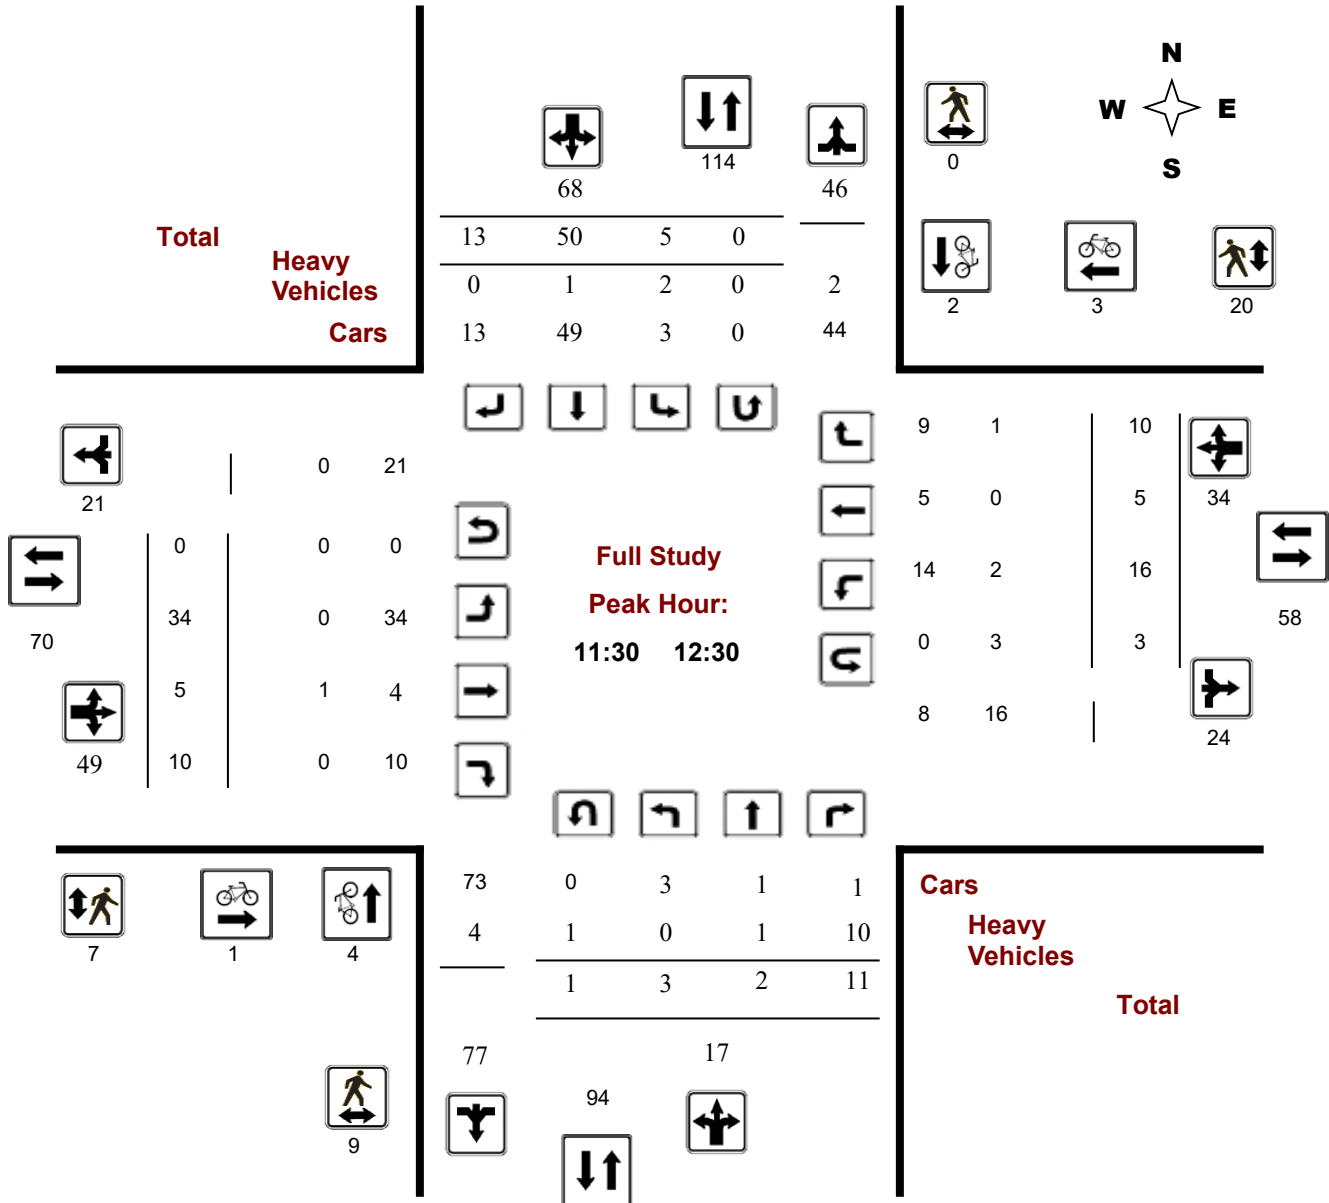 N
W E
S
0
114
68 46
Total 13 50 5 0
Heavy
Vehicles 0 1 2 0 2
Cars 13 49 3 0 44
2 3 20
9 1 10
0 21
21
5 0 5 34
0 0 0
Full Study
14 2 16
34 0 34
Peak Hour:
70
11:30 12:30
0 3 3
58
5 1 4
8 16
24
49 10 0 10
73 0 3 1 1 Cars
4 1 0 1 10 Heavy
Vehicles
7 1 4
1 3 2 11
Total
77 17
94
9